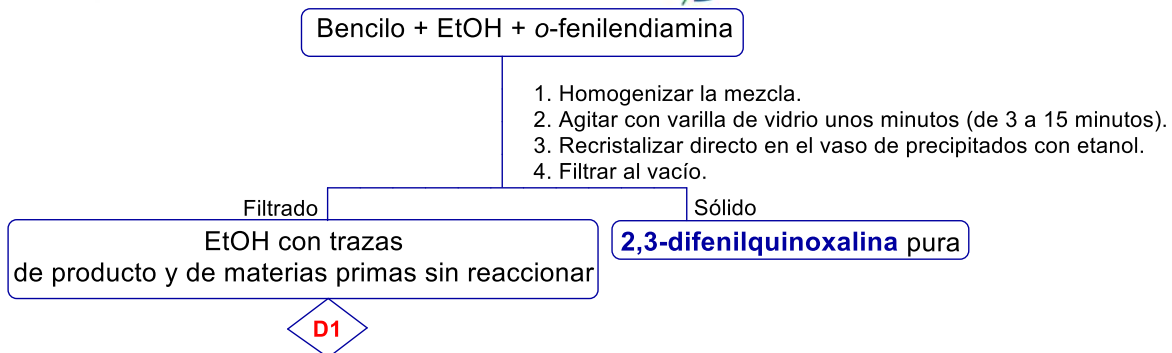 Bencilo + EtOH + o-fenilendiamina
1. Homogenizar la mezcla.
2. Agitar con varilla de vidrio unos minutos (de 3 a 15 minutos).
3. Recristalizar directo en el vaso de precipitados con etanol.
4. Filtrar al vacío.
Filtrado
Sólido
EtOH con trazas
de producto y de materias primas sin reaccionar
2,3-difenilquinoxalina pura
D1